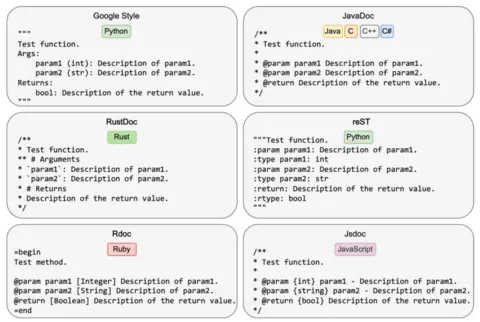 Google Style
Python
"""
Test function.
Args:
param1 (int): Description of param1.
param2 (str): Description of param2.
Returns:
bool: Description of the return value.
"""
JavaDoc
Java C C++ C#
/**
* Test function.
*
* @param param1 Description of param1.
* @param param2 Description of param2.
* @return Description of the return value.
*/
RustDoc
Rust
/**
* Test function.
** # Arguments
* `param1`: Description of param1.
* `param2`: Description of param2.
* # Returns
* Description of the return value.
*/
reST
Python
"""Test function.
:param param1: Description of param1.
:type param1: int
:param param2: Description of param2.
:type param2: str
:return: Description of the return value.
:rtype: bool
"""
Rdoc
Ruby
=begin
Test method.
@param param1 [Integer] Description of param1.
@param param2 [String] Description of param2.
@return [Boolean] Description of the return value.
=end
Jsdoc
JavaScript
/**
* Test function.
*
* @param {int} param1 - Description of param1.
* @param {string} param2 - Description of param2.
* @return {bool} Description of the return value.
*/